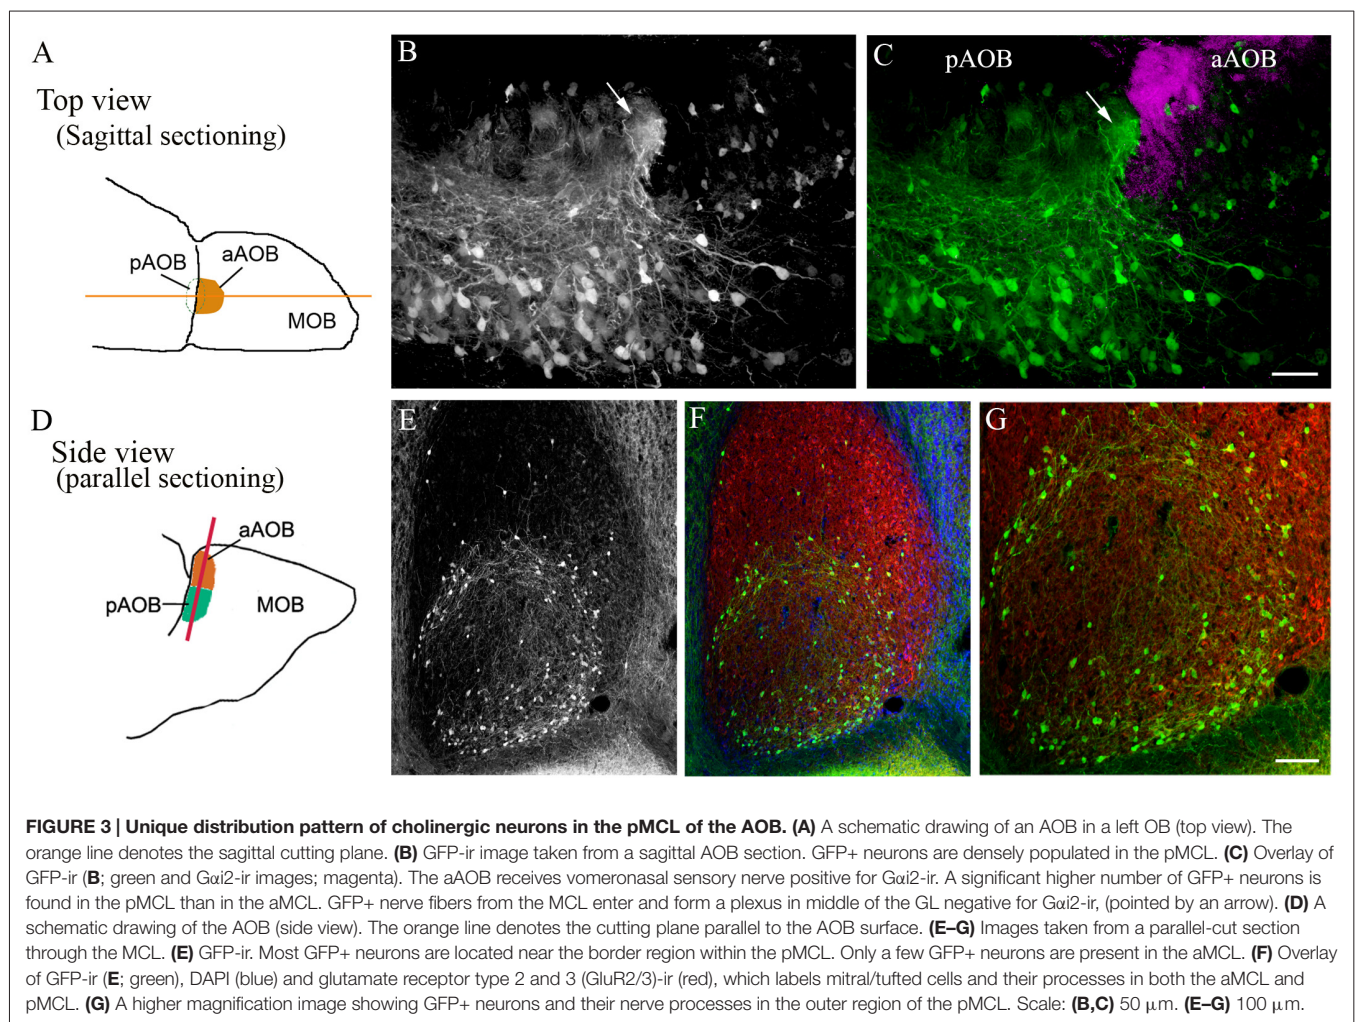 A
Top view
(Sagittal sectioning)
pAOB
aAOB
MOB
B
C
pAOB
aAOB
D
Side view
(parallel sectioning)
aAOB
pAOB
MOB
E
F
G
FIGURE 3 | Unique distribution pattern of cholinergic neurons in the pMCL of the AOB. (A) A schematic drawing of an AOB in a left OB (top view). The
orange line denotes the sagittal cutting plane. (B) GFP-ir image taken from a sagittal AOB section. GFP+ neurons are densely populated in the pMCL. (C) Overlay of
GFP-ir (B; green and Gαi2-ir images; magenta). The aAOB receives vomeronasal sensory nerve positive for Gαi2-ir. A significant higher number of GFP+ neurons is
found in the pMCL than in the aMCL. GFP+ nerve fibers from the MCL enter and form a plexus in middle of the GL negative for Gαi2-ir, (pointed by an arrow). (D) A
schematic drawing of the AOB (side view). The orange line denotes the cutting plane parallel to the AOB surface. (E–G) Images taken from a parallel-cut section
through the MCL. (E) GFP-ir. Most GFP+ neurons are located near the border region within the pMCL. Only a few GFP+ neurons are present in the aMCL. (F) Overlay
of GFP-ir (E; green), DAPI (blue) and glutamate receptor type 2 and 3 (GluR2/3)-ir (red), which labels mitral/tufted cells and their processes in both the aMCL and
pMCL. (G) A higher magnification image showing GFP+ neurons and their nerve processes in the outer region of the pMCL. Scale: (B,C) 50 μm. (E–G) 100 μm.